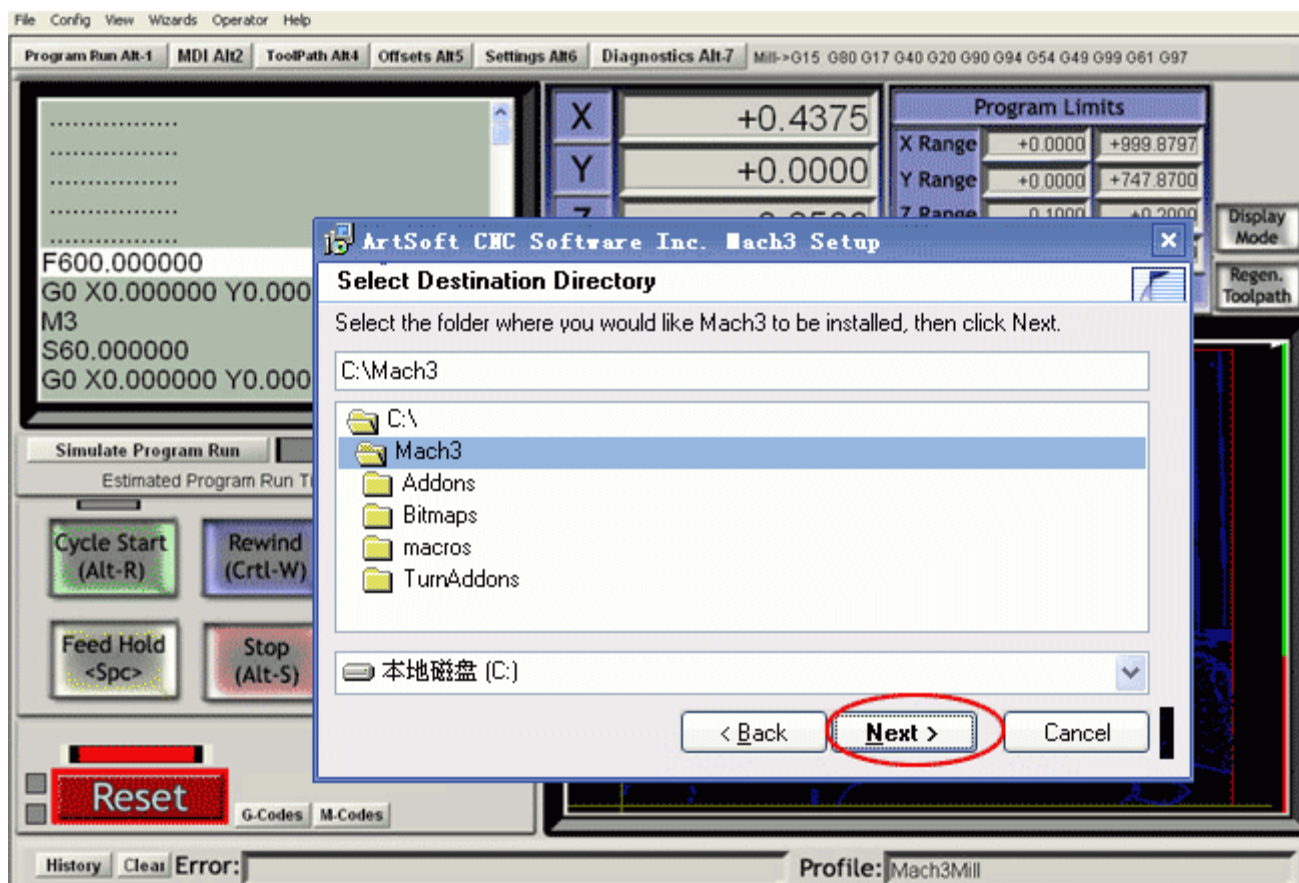 File Config View Wizards Operator Help
Program Run Alt-1 MDI Alt2 ToolPath Alt4 Offsets Alt5 Settings Alt6 Diagnostics Alt-7 Mill->G15 G80 G17 G40 G20 G90 G94 G54 G49 G99 G61 G97
.................
.................
.................
.................
.................
F600.000000
G0 X0.000000 Y0.000
M3
S60.000000
G0 X0.000000 Y0.000
X +0.4375
Y +0.0000
Program Limits
X Range +0.0000 +999.8797
Y Range +0.0000 +747.8700
Z Range 0.1000 +0.2000
Display
Mode
Regen.
Toolpath
ArtSoft CNC Software Inc. Mach3 Setup
Select Destination Directory
Select the folder where you would like Mach3 to be installed, then click Next.
C:\Mach3
C:\
Mach3
Addons
Bitmaps
macros
TurnAddons
本地磁盘 (C:)
< Back Next > Cancel
Simulate Program Run
Estimated Program Run Ti
Cycle Start
(Alt-R)
Rewind
(Crtl-W)
Feed Hold
<Spc>
Stop
(Alt-S)
Reset
G-Codes M-Codes
History Clear Error:
Profile: Mach3Mill